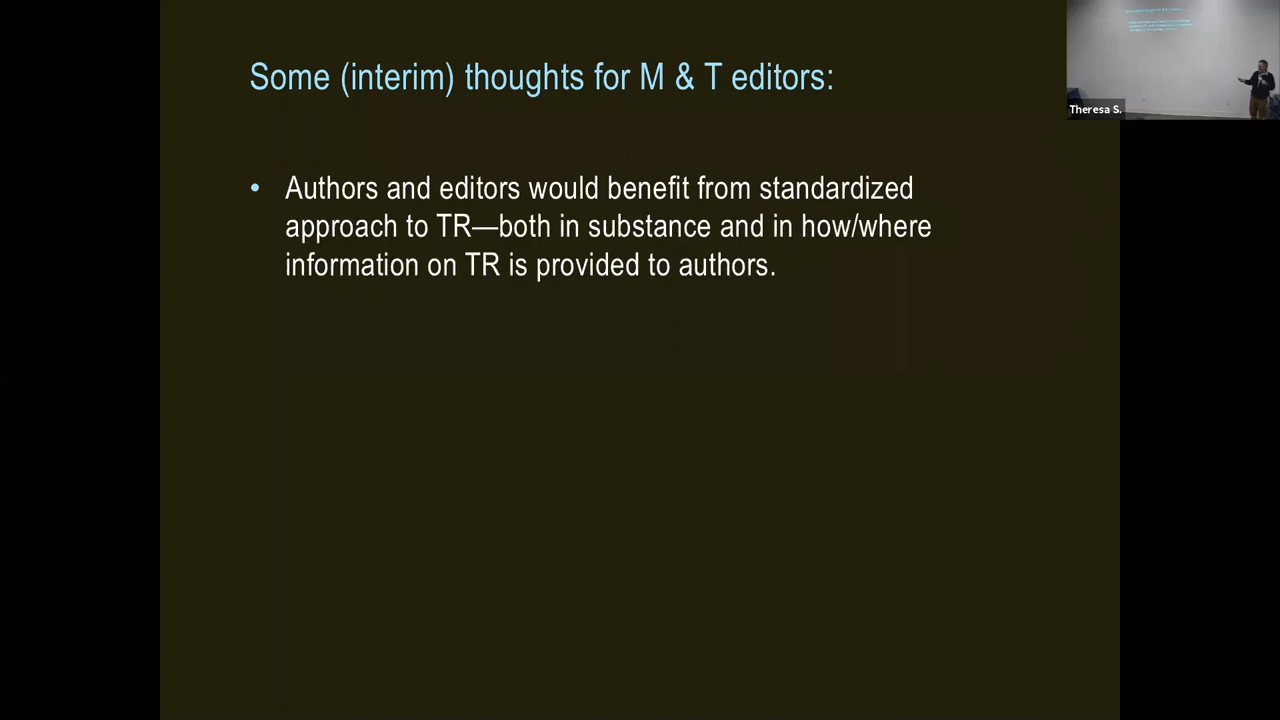 Some (interim) thoughts for M & T editors:
• Authors and editors would benefit from standardized
approach to TR—both in substance and in how/where
information on TR is provided to authors.
Theresa S.